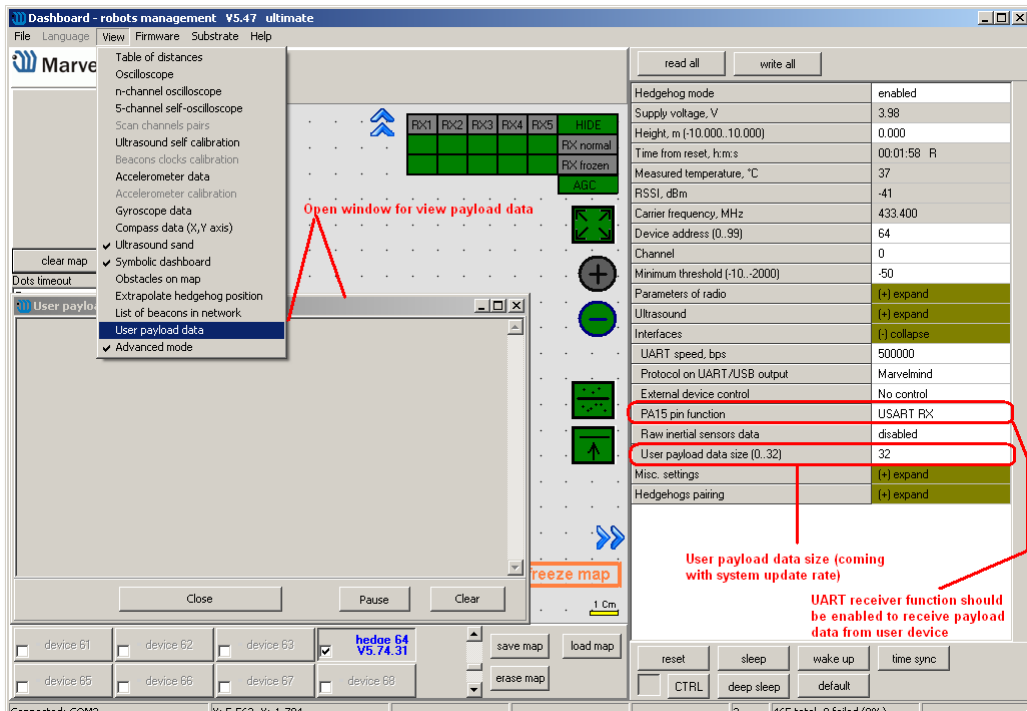 Dashboard - robots management V5.47 ultimate
File Language View Firmware Substrate Help
Marve
Table of distances
Oscilloscope
n-channel oscilloscope
5-channel self-oscilloscope
Scan channels pairs
Ultrasound self calibration
Beacons clocks calibration
Accelerometer data
Accelerometer calibration
Gyroscope data
Compass data (X,Y axis)
Ultrasound sand
Symbolic dashboard
Obstacles on map
Extrapolate hedgehog position
List of beacons in network
User payload data
Advanced mode
RX1 RX2 RX3 RX4 RX5 HIDE
RX normal
RX frozen
AGC
Open window for view payload data
clear map
Dots timeout
User payloa
Close Pause Clear
freeze map
1 Cm
device 61 device 62 device 63 hedge 64 V5.74.31
device 65 device 66 device 67 device 68
save map load map
erase map
read all write all
Hedgehog mode enabled
Supply voltage, V 3.98
Height, m (-10.000..10.000) 0.000
Time from reset, h:m:s 00:01:58 R
Measured temperature, °C 37
RSSI, dBm -41
Carrier frequency, MHz 433.400
Device address (0..99) 64
Channel 0
Minimum threshold (-10..-2000) -50
Parameters of radio (+) expand
Ultrasound (+) expand
Interfaces (-) collapse
UART speed, bps 500000
Protocol on UART/USB output Marvelmind
External device control No control
PA15 pin function USART RX
Raw inertial sensors data disabled
User payload data size (0..32) 32
Misc. settings (+) expand
Hedgehogs pairing (+) expand
User payload data size (coming
with system update rate)
UART receiver function should
be enabled to receive payload
data from user device
reset sleep wake up time sync
CTRL deep sleep default